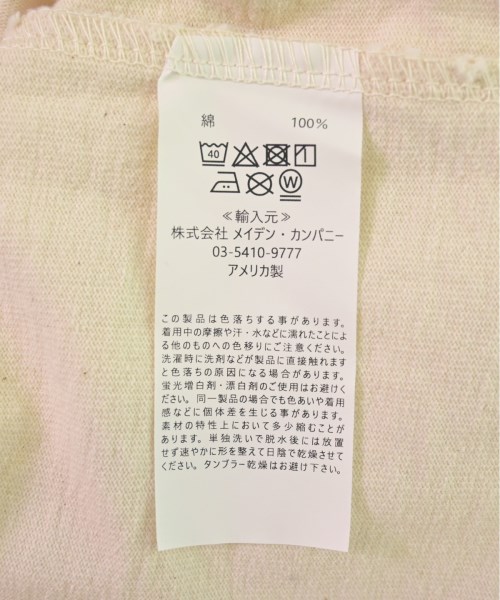 綿 100%
40
W
≪輸入元≫
株式会社 メイデン・カンパニー
03-5410-9777
アメリカ製
この製品は色落ちする事があります。
着用中の摩擦や汗・水などに濡れたことによ
る他のものへの色移りにご注意ください。
洗濯時に洗剤などが製品に直接触れます
と色落ちの原因になる場合があります。
蛍光増白剤・漂白剤のご使用はお避けく
ださい。同一製品の場合でも色あいや着用
感などに個体差を生じる事があります。
素材の特性上において多少縮むことが
あります。単独洗いで脱水後には放置
せず速やかに形を整えて日陰で乾燥させ
てください。タンブラー乾燥はお避け下さい。